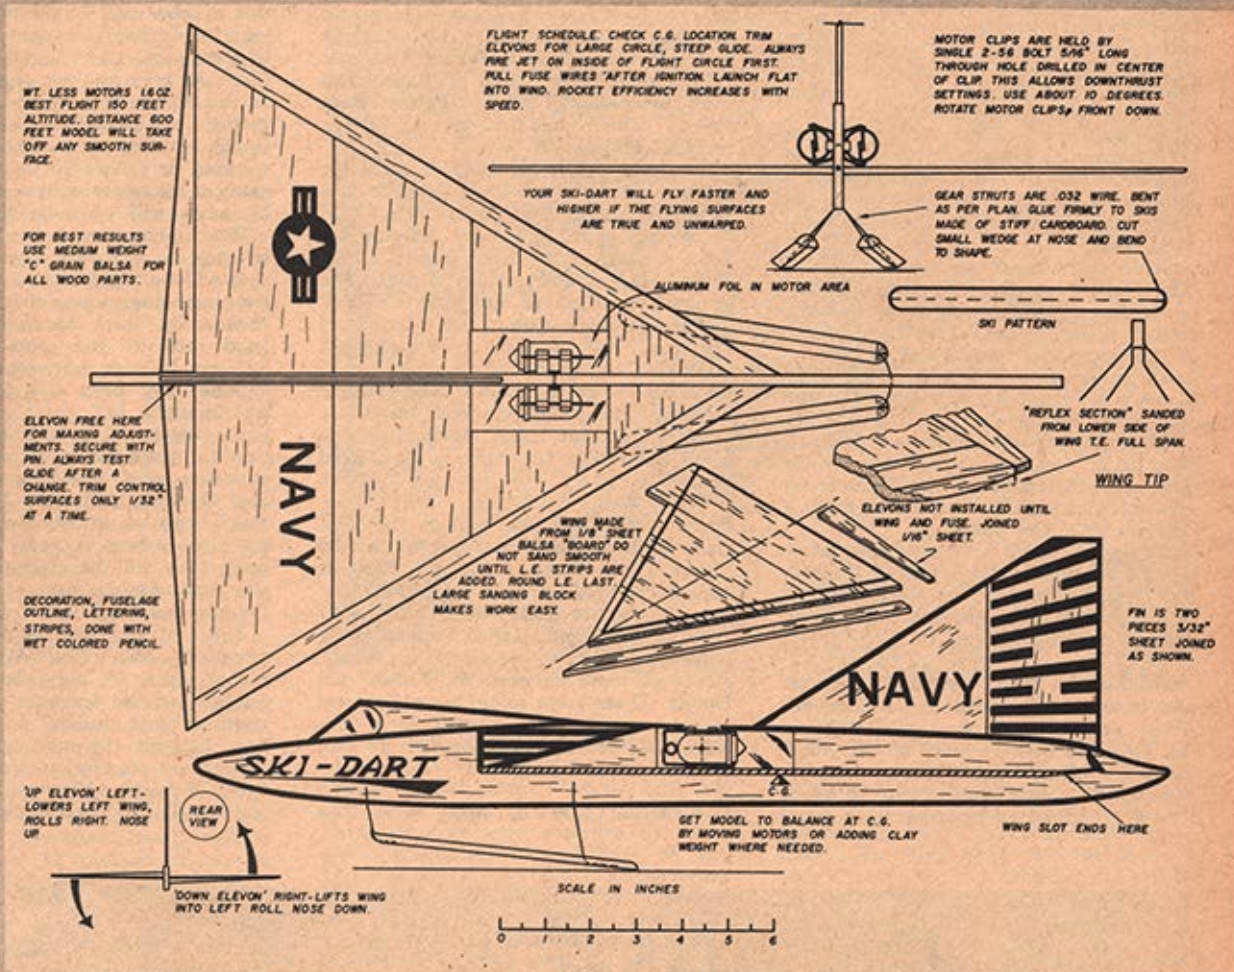 FLIGHT SCHEDULE: CHECK C.G. LOCATION. TRIM
ELEVONS FOR LARGE CIRCLE, STEEP GLIDE. ALWAYS
FIRE JET ON INSIDE OF FLIGHT CIRCLE FIRST.
PULL FUSE WIRES "AFTER IGNITION. LAUNCH FLAT
INTO WIND. ROCKET EFFICIENCY INCREASES WITH
SPEED.
MOTOR CLIPS ARE HELD BY
SINGLE 2-56 BOLT 5/16" LONG
THROUGH HOLE DRILLED IN CENTER
OF CLIP. THIS ALLOWS DOWNTHRUST
SETTINGS. USE ABOUT 10 DEGREES.
ROTATE MOTOR CLIPS, FRONT DOWN.
WT. LESS MOTORS 1.6 OZ.
BEST FLIGHT 150 FEET
ALTITUDE. DISTANCE 600
FEET. MODEL WILL TAKE
OFF ANY SMOOTH SUR-
FACE.
YOUR SKI-DART WILL FLY FASTER AND
HIGHER IF THE FLYING SURFACES
ARE TRUE AND UNWARPED.
GEAR STRUTS ARE .032 WIRE. BENT
AS PER PLAN. GLUE FIRMLY TO SKIS
MADE OF STIFF CARDBOARD. CUT
SMALL WEDGE AT NOSE AND BEND
TO SHAPE.
FOR BEST RESULTS
USE MEDIUM WEIGHT
"C" GRAIN BALSA FOR
ALL WOOD PARTS.
ALUMINUM FOIL IN MOTOR AREA
SKI PATTERN
ELEVON FREE HERE
FOR MAKING ADJUST-
MENTS. SECURE WITH
PIN. ALWAYS TEST
GLIDE AFTER A
CHANGE. TRIM CONTROL
SURFACES ONLY 1/32"
AT A TIME.
NAVY
"REFLEX SECTION" SANDED
FROM LOWER SIDE OF
WING T.E. FULL SPAN.
WING TIP
ELEVONS NOT INSTALLED UNTIL
WING AND FUSE. JOINED
1/16" SHEET.
WING MADE
FROM 1/8" SHEET
BALSA "BOARD" DO
NOT SAND SMOOTH
UNTIL L.E. STRIPS ARE
ADDED. ROUND L.E. LAST.
LARGE SANDING BLOCK
MAKES WORK EASY.
DECORATION, FUSELAGE
OUTLINE, LETTERING,
STRIPES, DONE WITH
WET COLORED PENCIL.
FIN IS TWO
PIECES 3/32"
SHEET JOINED
AS SHOWN.
NAVY
SKI-DART
C.G.
'UP ELEVON' LEFT-
LOWERS LEFT WING,
ROLLS RIGHT. NOSE
UP.
REAR
VIEW
GET MODEL TO BALANCE AT C.G.
BY MOVING MOTORS OR ADDING CLAY
WEIGHT WHERE NEEDED.
WING SLOT ENDS HERE
'DOWN ELEVON' RIGHT-LIFTS WING
INTO LEFT ROLL. NOSE DOWN.
SCALE IN INCHES
0 1 2 3 4 5 6